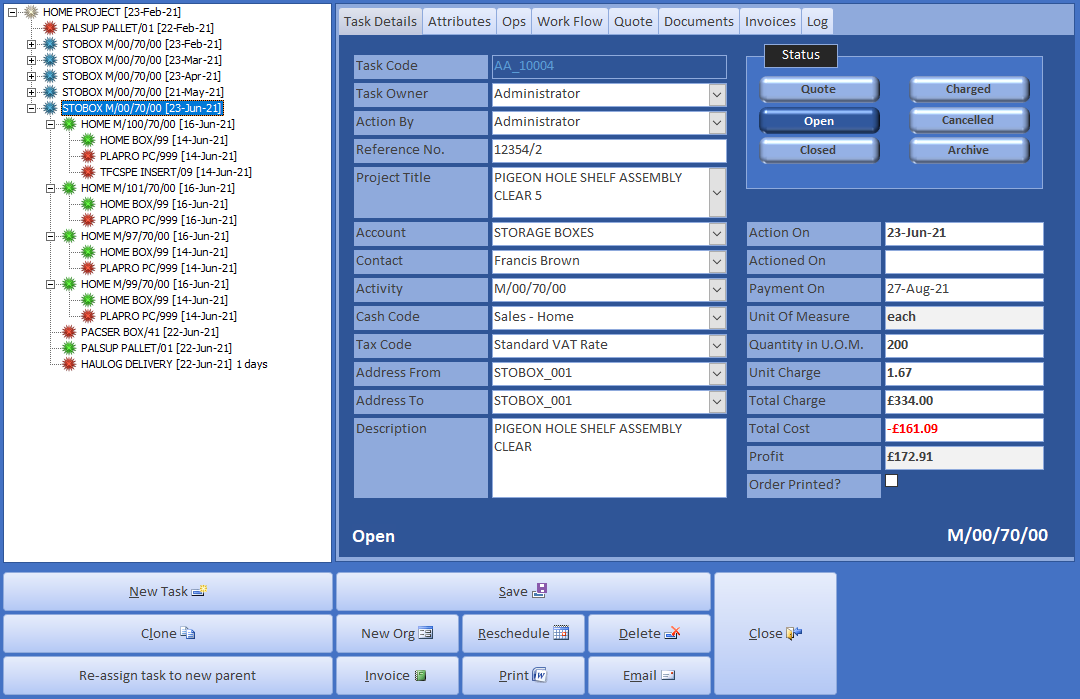 HOME PROJECT [23-Feb-21]
PALSUP PALLET/01 [22-Feb-21]
STOBOX M/00/70/00 [23-Feb-21]
STOBOX M/00/70/00 [23-Mar-21]
STOBOX M/00/70/00 [23-Apr-21]
STOBOX M/00/70/00 [21-May-21]
STOBOX M/00/70/00 [23-Jun-21]
HOME M/100/70/00 [16-Jun-21]
HOME BOX/99 [14-Jun-21]
PLAPRO PC/999 [14-Jun-21]
TFCSPE INSERT/09 [14-Jun-21]
HOME M/101/70/00 [16-Jun-21]
HOME BOX/99 [16-Jun-21]
PLAPRO PC/999 [16-Jun-21]
HOME M/97/70/00 [16-Jun-21]
HOME BOX/99 [14-Jun-21]
PLAPRO PC/999 [14-Jun-21]
HOME M/99/70/00 [16-Jun-21]
HOME BOX/99 [14-Jun-21]
PLAPRO PC/999 [14-Jun-21]
PACSER BOX/41 [22-Jun-21]
PALSUP PALLET/01 [22-Jun-21]
HAULOG DELIVERY [22-Jun-21] 1 days
Task Details Attributes Ops Work Flow Quote Documents Invoices Log
Task Code AA_10004
Task Owner Administrator
Action By Administrator
Reference No. 12354/2
Project Title PIGEON HOLE SHELF ASSEMBLY
CLEAR 5
Account STORAGE BOXES
Contact Francis Brown
Activity M/00/70/00
Cash Code Sales - Home
Tax Code Standard VAT Rate
Address From STOBOX_001
Address To STOBOX_001
Description PIGEON HOLE SHELF ASSEMBLY
CLEAR
Status
Quote Charged
Open Cancelled
Closed Archive
Action On 23-Jun-21
Actioned On
Payment On 27-Aug-21
Unit Of Measure each
Quantity in U.O.M. 200
Unit Charge 1.67
Total Charge £334.00
Total Cost -£161.09
Profit £172.91
Order Printed?
Open M/00/70/00
New Task Save
Clone New Org Reschedule Delete Close
Re-assign task to new parent Invoice Print Email